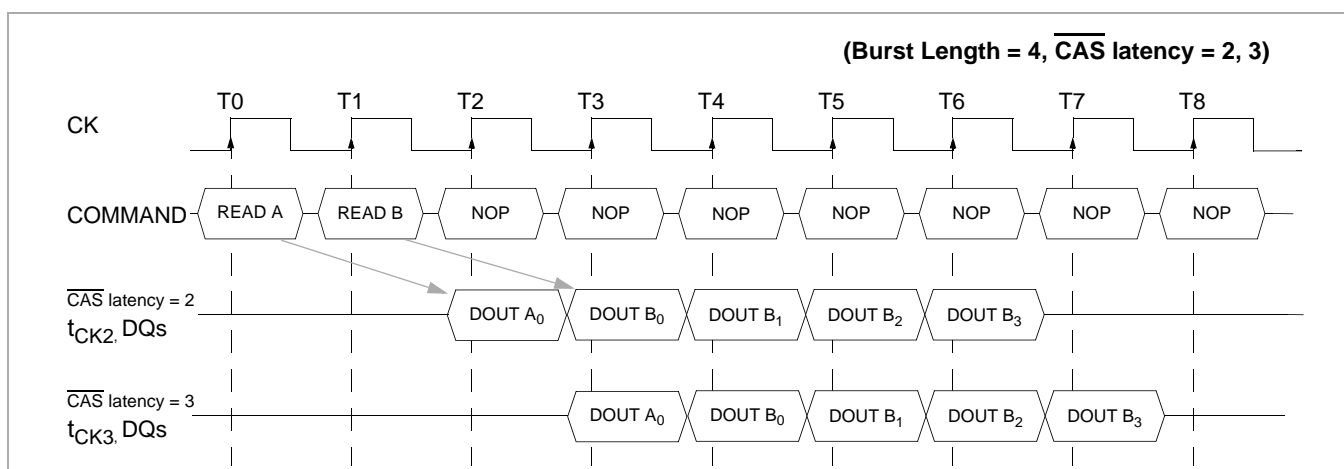 (Burst Length = 4, CAS latency = 2, 3)
T0 T1 T2 T3 T4 T5 T6 T7 T8
CK
COMMAND READ A READ B NOP NOP NOP NOP NOP NOP NOP
CAS latency = 2
tCK2, DQs DOUT A0 DOUT B0 DOUT B1 DOUT B2 DOUT B3
CAS latency = 3
tCK3, DQs DOUT A0 DOUT B0 DOUT B1 DOUT B2 DOUT B3